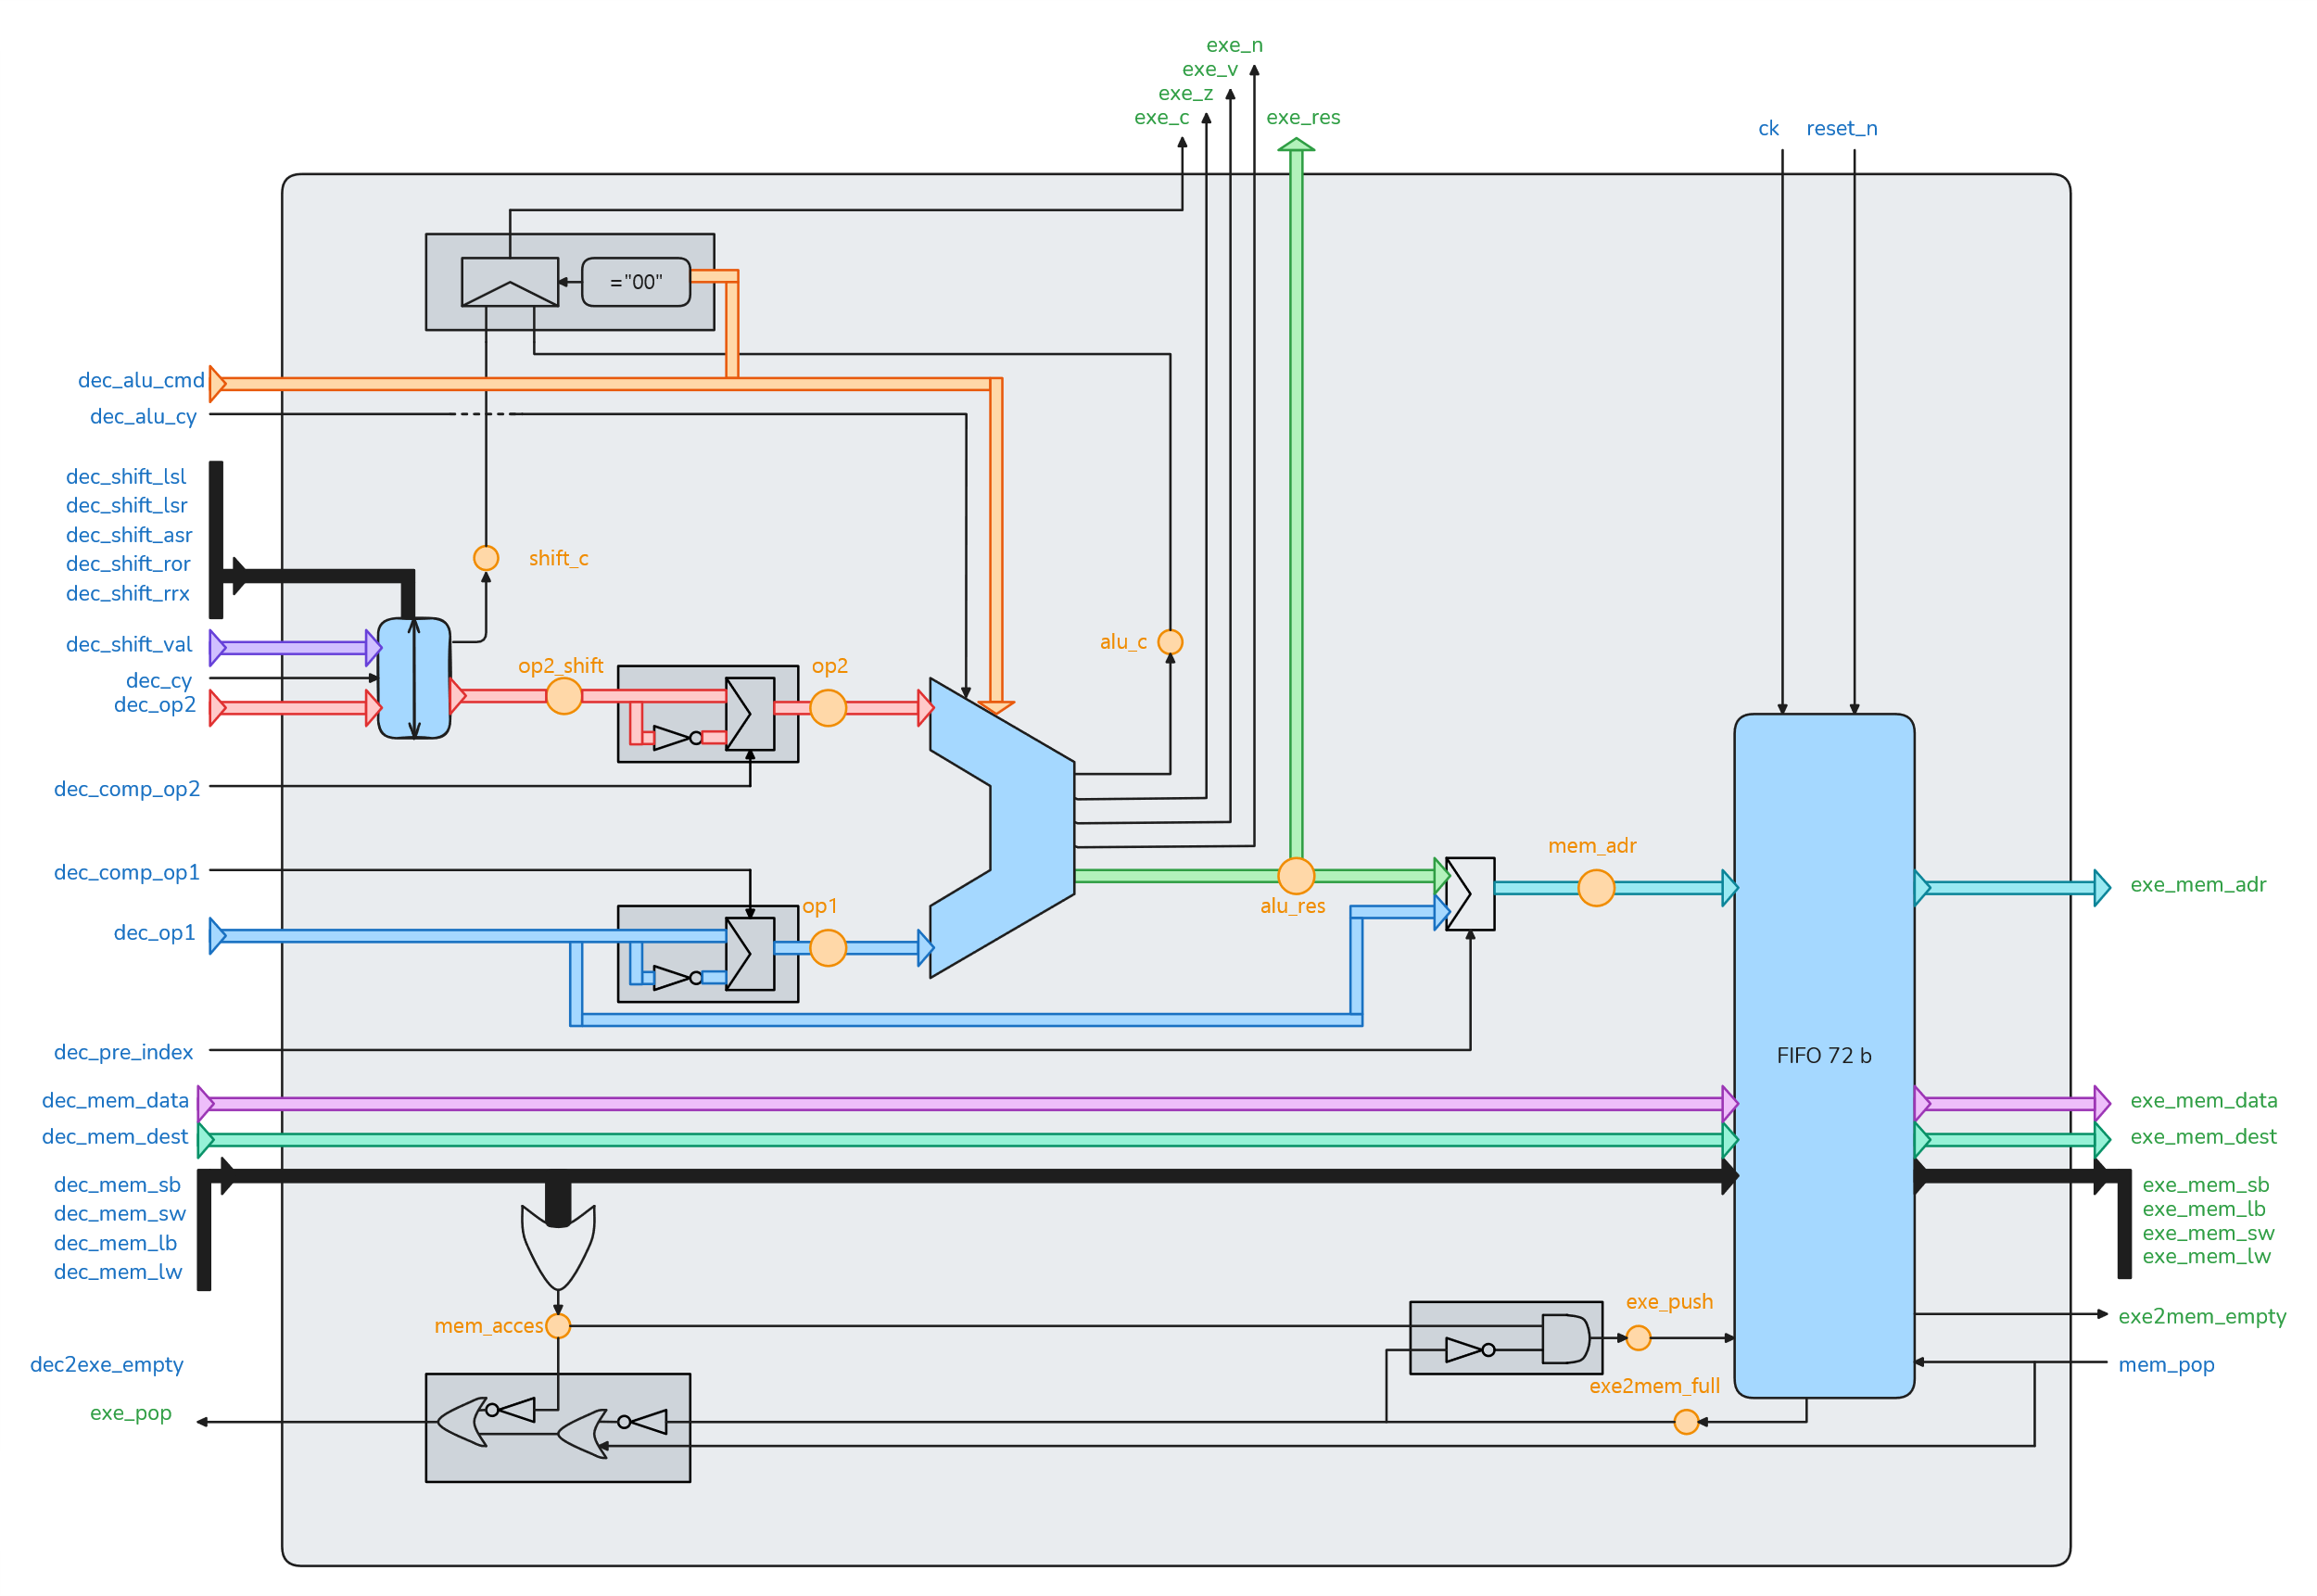 exe_n
exe_v
exe_z
exe_c
exe_res
ck
reset_n
="00"
dec_alu_cmd
dec_alu_cy
dec_shift_lsl
dec_shift_lsr
dec_shift_asr
dec_shift_ror
dec_shift_rrx
shift_c
dec_shift_val
alu_c
op2_shift
op2
dec_cy
dec_op2
dec_comp_op2
mem_adr
dec_comp_op1
exe_mem_adr
op1
alu_res
dec_op1
dec_pre_index
FIFO 72 b
dec_mem_data
exe_mem_data
dec_mem_dest
exe_mem_dest
dec_mem_sb
dec_mem_sw
dec_mem_lb
dec_mem_lw
exe_mem_sb
exe_mem_lb
exe_mem_sw
exe_mem_lw
exe_push
mem_acces
exe2mem_empty
dec2exe_empty
mem_pop
exe2mem_full
exe_pop